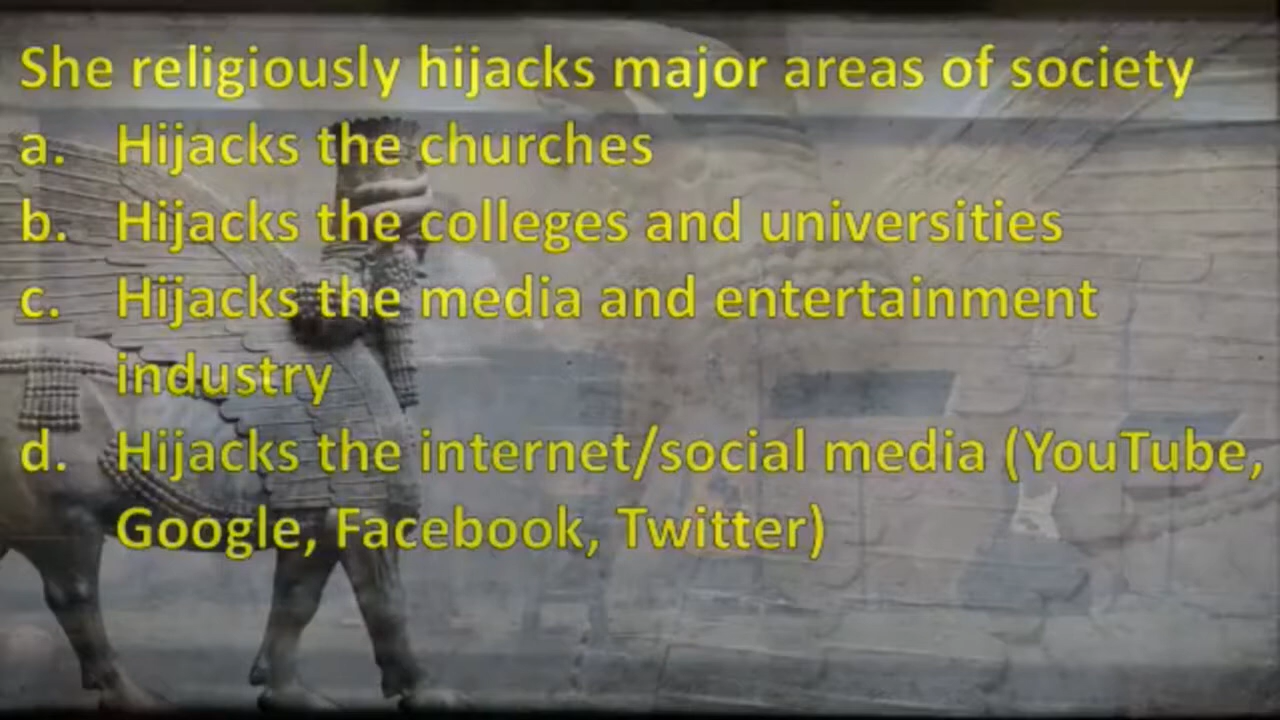 She religiously hijacks major areas of society
a. Hijacks the churches
b. Hijacks the colleges and universities
c. Hijacks the media and entertainment
industry
d. Hijacks the internet/social media (YouTube,
Google, Facebook, Twitter)